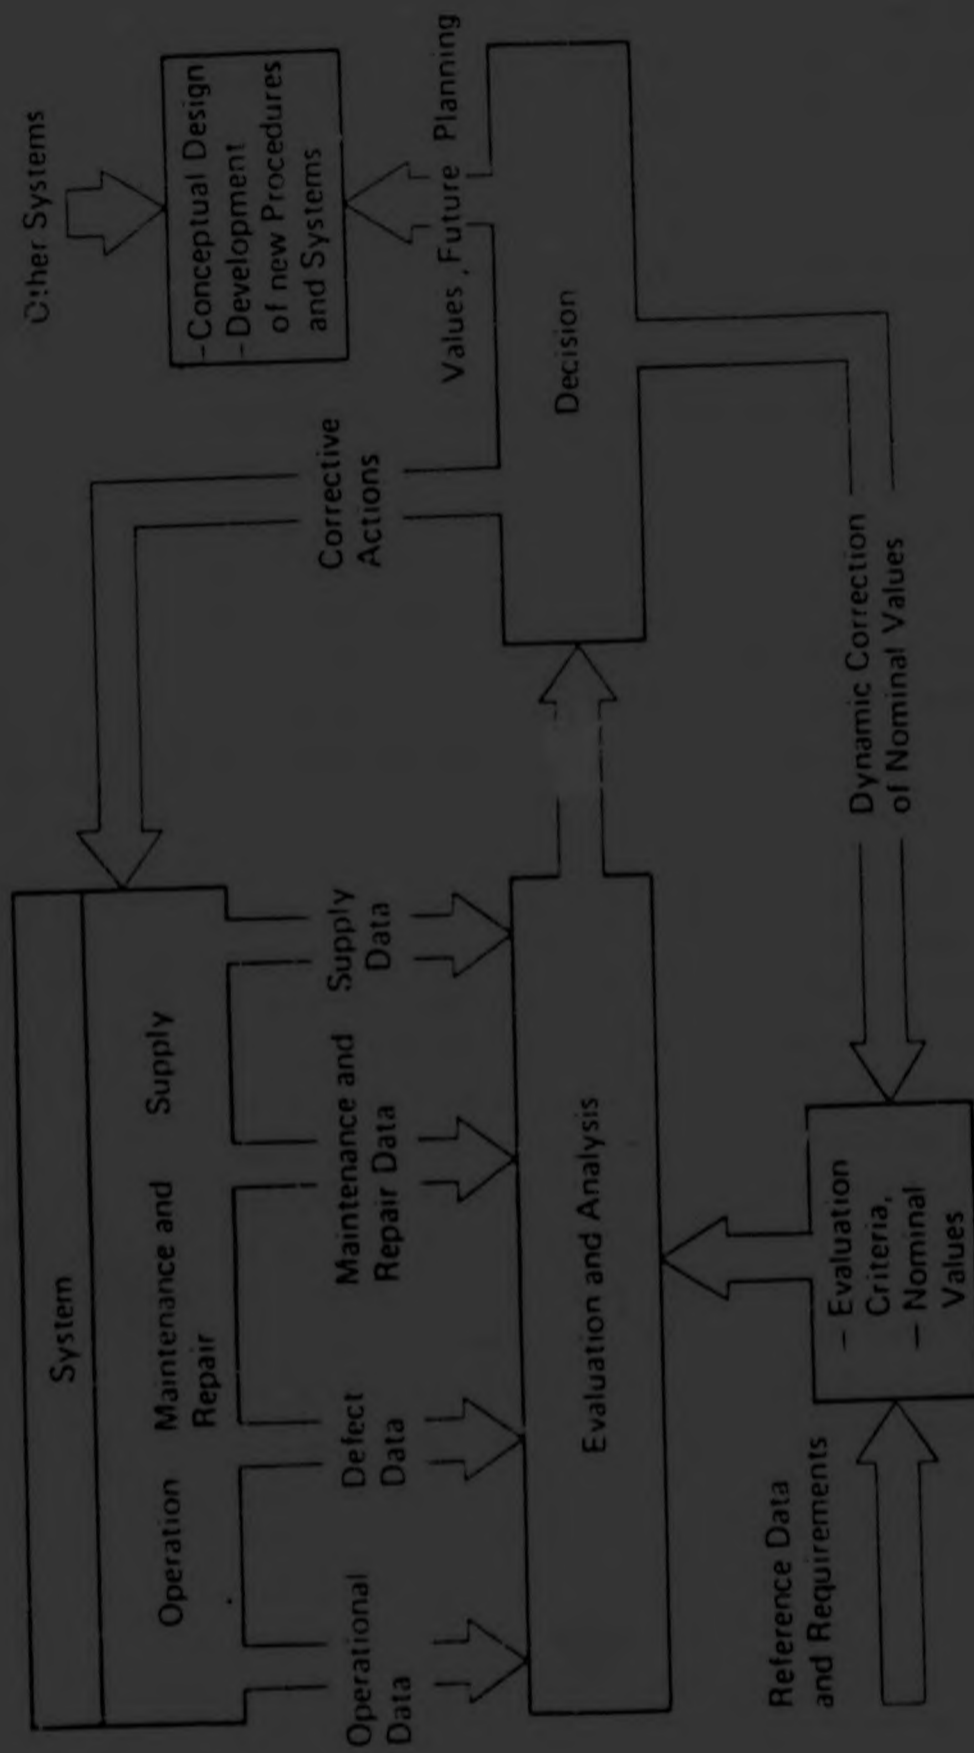 System
Operation
Maintenance and
Repair
Supply
Operational
Data
Defect
Data
Maintenance and
Repair Data
Supply
Data
Evaluation and Analysis
Reference Data
and Requirements
– Evaluation
Criteria,
– Nominal
Values
Dynamic Correction
of Nominal Values
Decision
Corrective
Actions
Values, Future Planning
-Conceptual Design
-Development
of new Procedures
and Systems
Other Systems